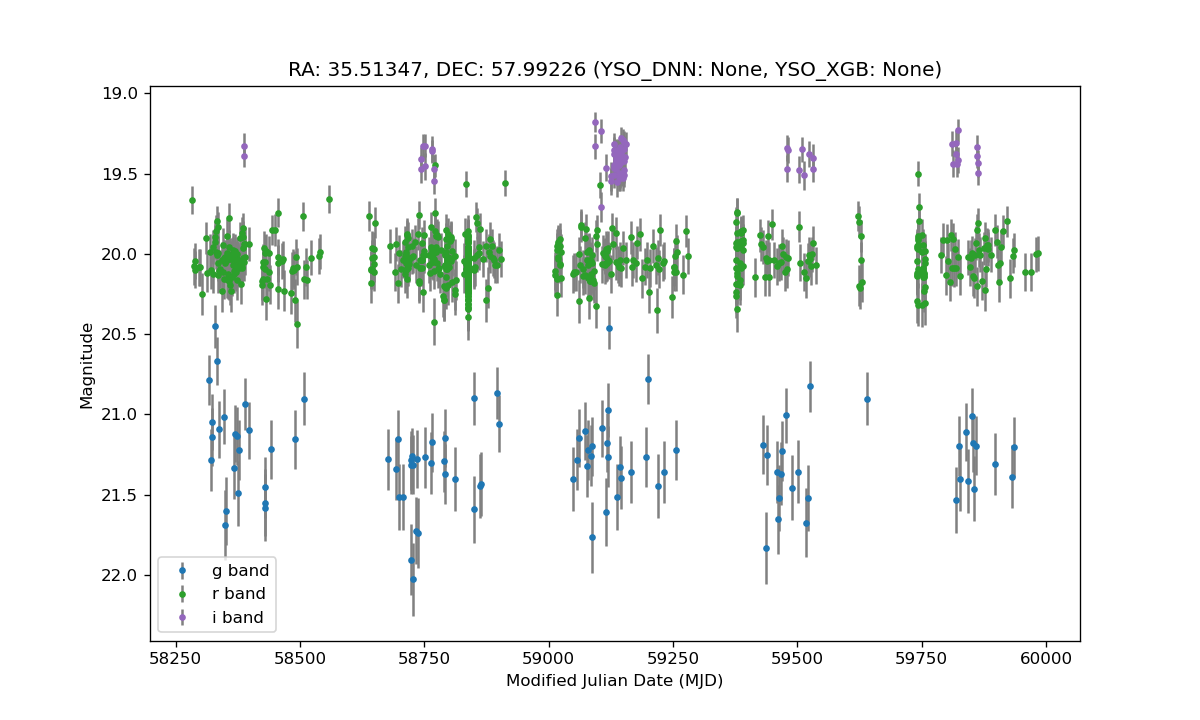 RA: 35.51347, DEC: 57.99226 (YSO_DNN: None, YSO_XGB: None)
19.0
19.5
20.0
20.5
21.0
21.5
22.0
Magnitude
g band
r band
i band
58250 58500 58750 59000 59250 59500 59750 60000
Modified Julian Date (MJD)